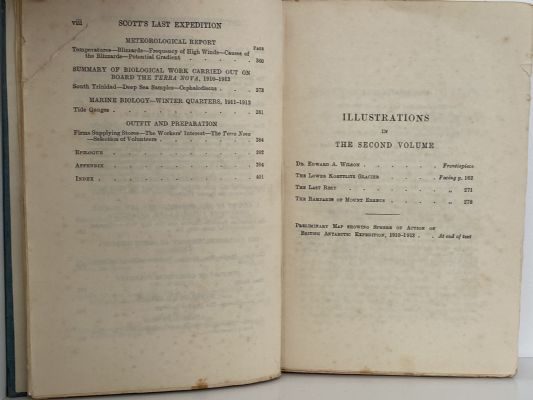 viii SCOTT'S LAST EXPEDITION
METEOROLOGICAL REPORT
PAGE
Temperatures—Blizzards—Frequency of High Winds—Causes of
the Blizzards—Potential Gradient . . . . . 360
SUMMARY OF BIOLOGICAL WORK CARRIED OUT ON
BOARD THE TERRA NOVA, 1910-1913
South Trinidad—Deep Sea Samples—Cephalodiscus . . . 373
MARINE BIOLOGY—WINTER QUARTERS, 1911-1913
Tide Gauges . . . . . . . . . 381
OUTFIT AND PREPARATION
Firms Supplying Stores—The Workers' Interest—The Terra Nova
—Selection of Volunteers . . . . . . . 384
EPILOGUE . . . . . . . . . 392
APPENDIX . . . . . . . . . 394
INDEX . . . . . . . . . . 401
ILLUSTRATIONS
IN
THE SECOND VOLUME
DR. EDWARD A. WILSON . . . . . . Frontispiece
THE LOWER KOETTLITZ GLACIER . . . . Facing p. 162
THE LAST REST . . . . . . . „ 271
THE RAMPARTS OF MOUNT EREBUS . . . . „ 278
PRELIMINARY MAP SHOWING SPHERE OF ACTION OF
BRITISH ANTARCTIC EXPEDITION, 1910-1913 . . At end of text